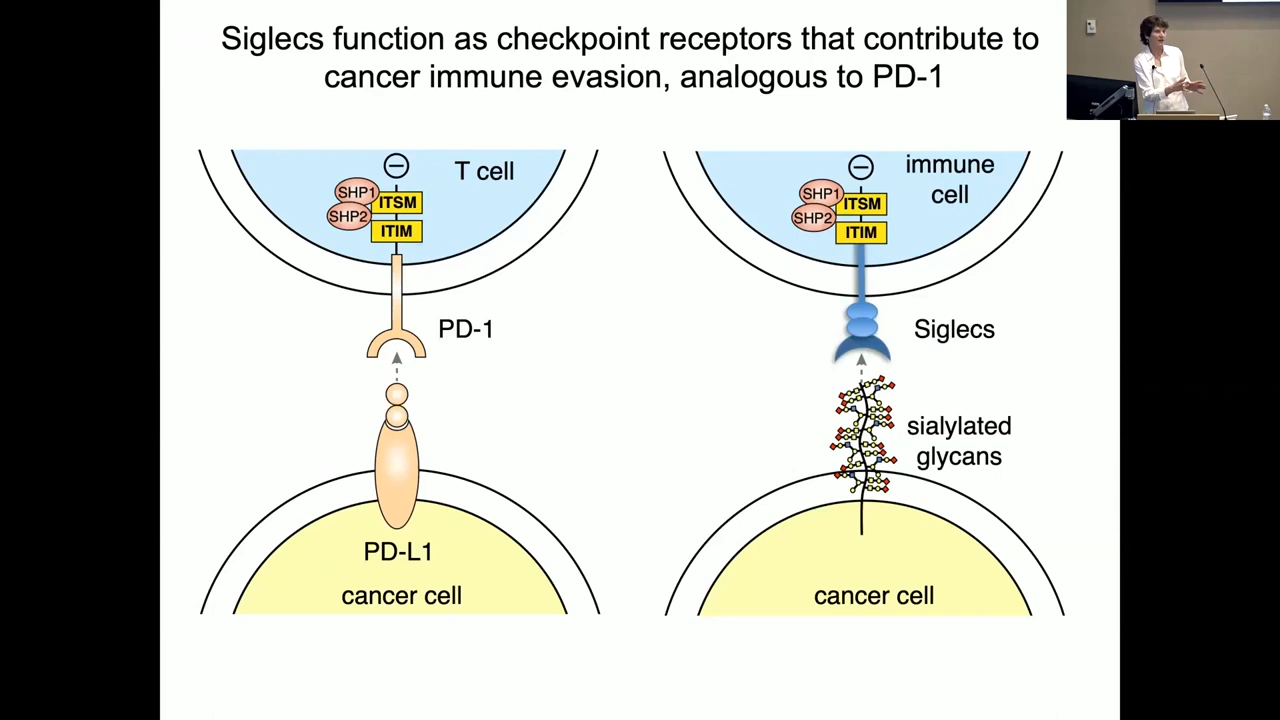 Siglecs function as checkpoint receptors that contribute to
cancer immune evasion, analogous to PD-1
T cell
SHP1
SHP2
ITSM
ITIM
PD-1
PD-L1
cancer cell
immune
cell
SHP1
SHP2
ITSM
ITIM
Siglecs
sialylated
glycans
cancer cell